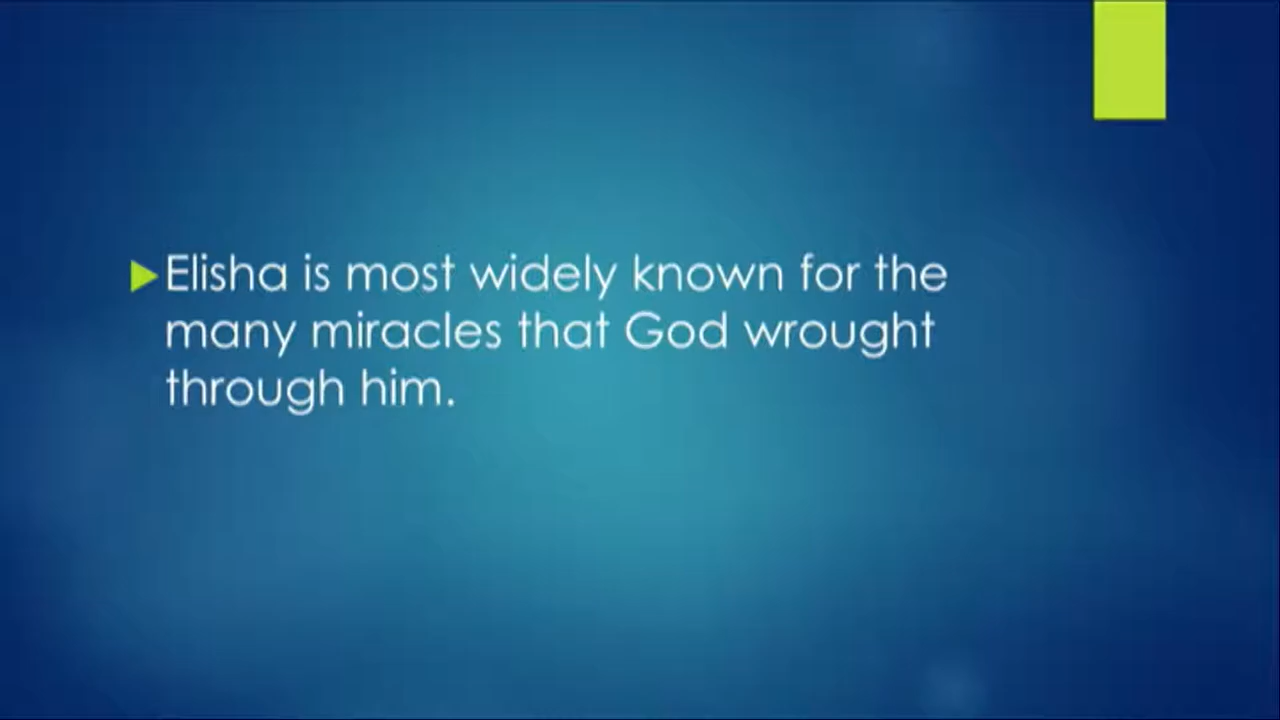 Elisha is most widely known for the
many miracles that God wrought
through him.